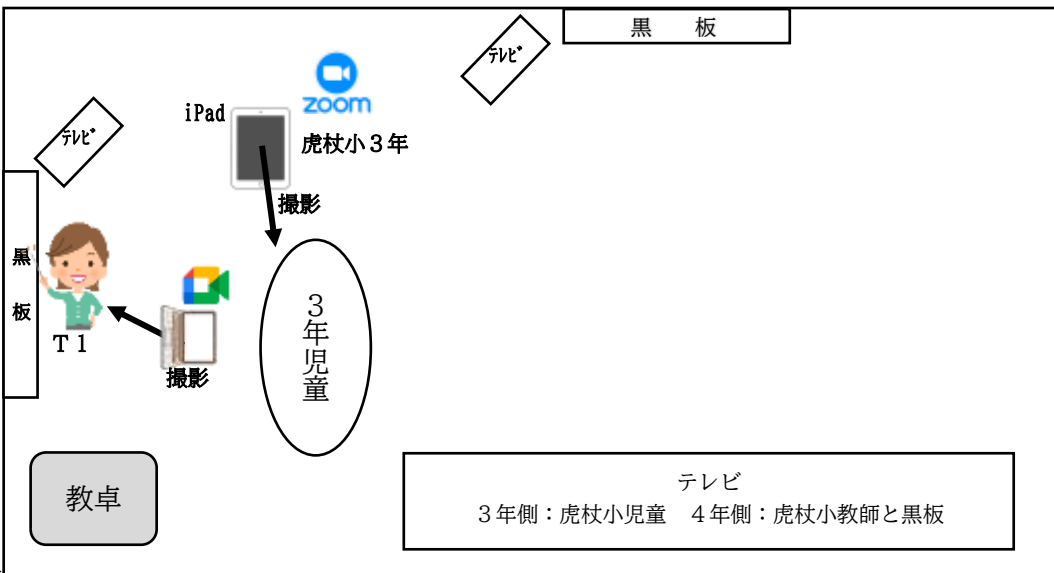 黒　板
テレビ
zoom
iPad
虎杖小３年
テレビ
撮影
黒
板
Ｔ１
撮影
３年児童
教卓
テレビ
３年側：虎杖小児童　４年側：虎杖小教師と黒板